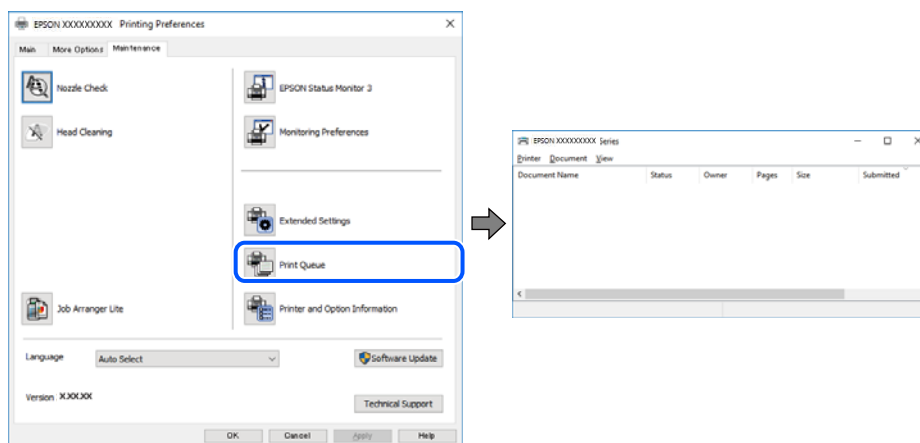 EPSON XXXXXXXXX Printing Preferences
Main More Options Maintenance
Nozzle Check
Head Cleaning
Job Arranger Lite
EPSON Status Monitor 3
Monitoring Preferences
Extended Settings
Print Queue
Printer and Option Information
Language Auto Select Software Update
Version X.XX.XX
Technical Support
OK Cancel Apply Help
EPSON XXXXXXXXX Series
Printer Document View
Document Name Status Owner Pages Size Submitted